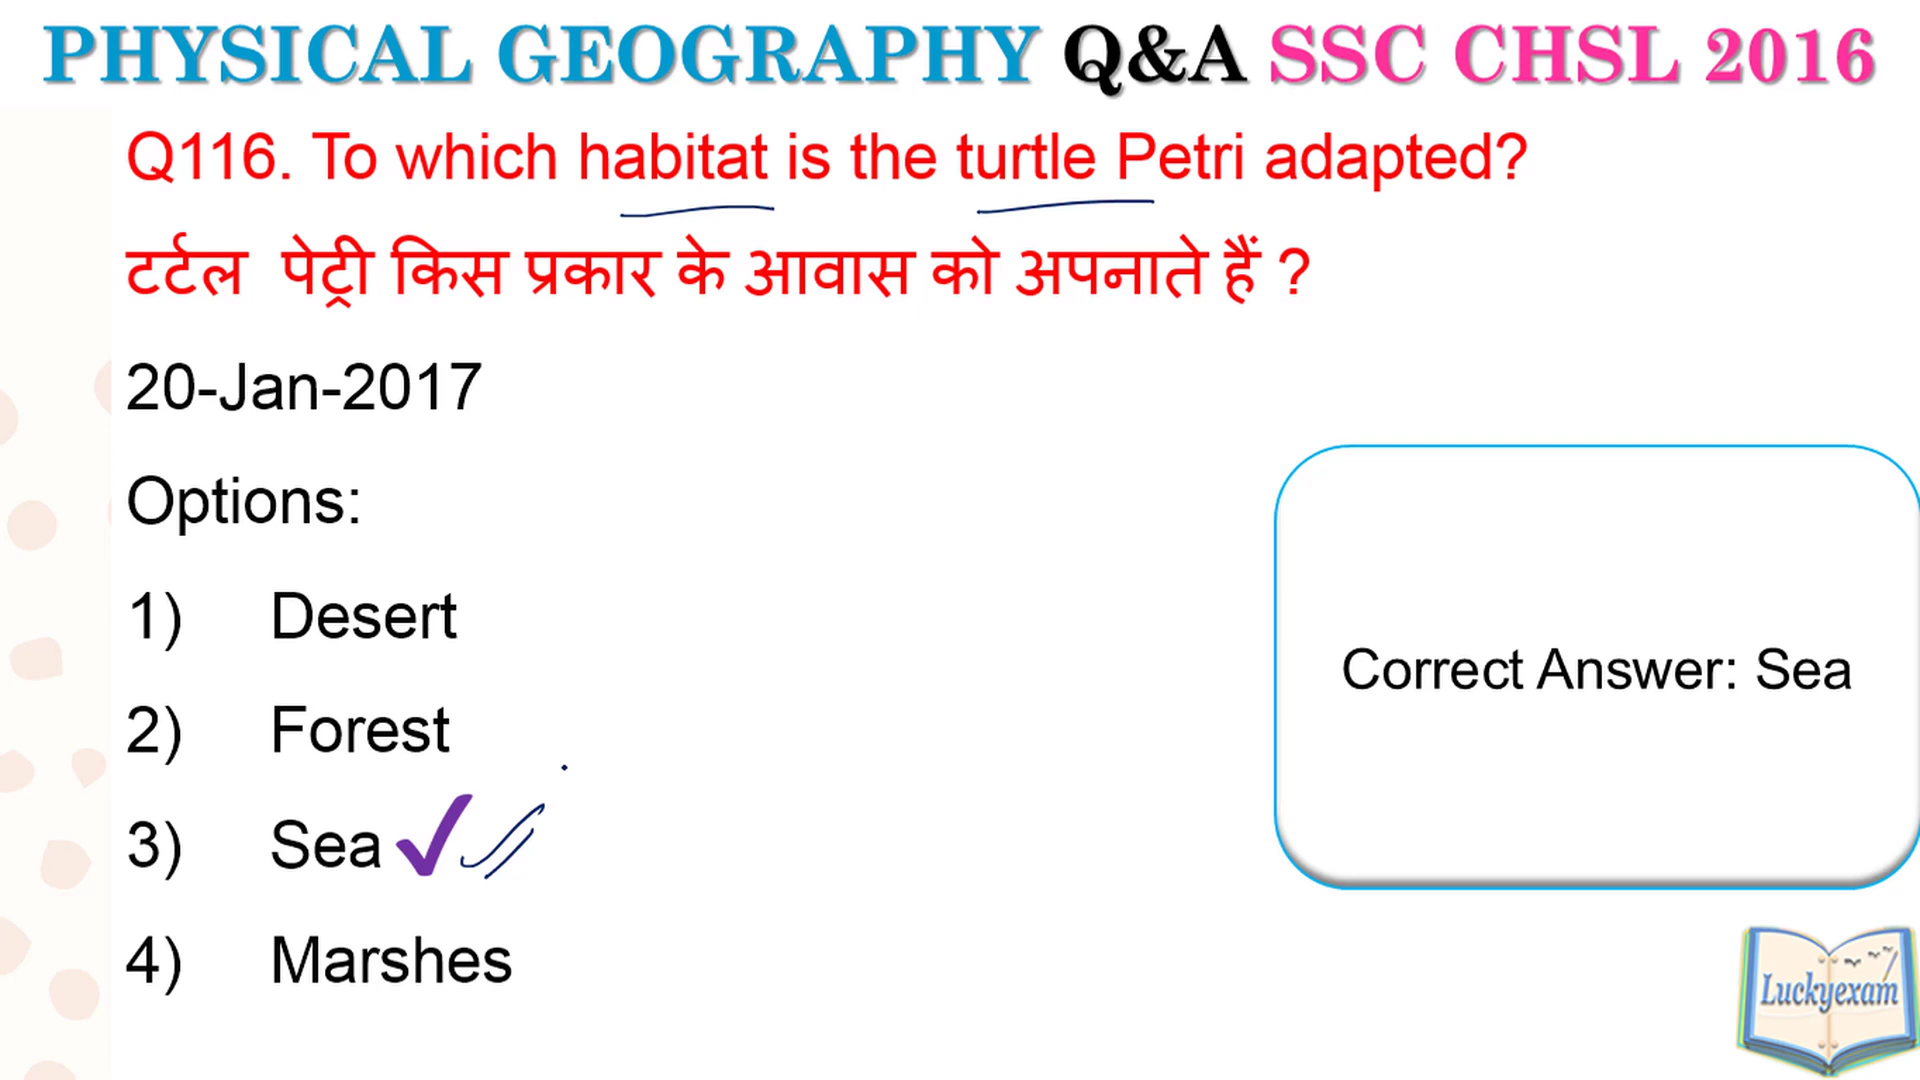 PHYSICAL GEOGRAPHY Q&A SSC CHSL 2016
Q116. To which habitat is the turtle Petri adapted?
टर्टल पेट्री किस प्रकार के आवास को अपनाते हैं ?
20-Jan-2017
Options:
1) Desert
2) Forest
3) Sea
4) Marshes
Correct Answer: Sea
Luckyexam